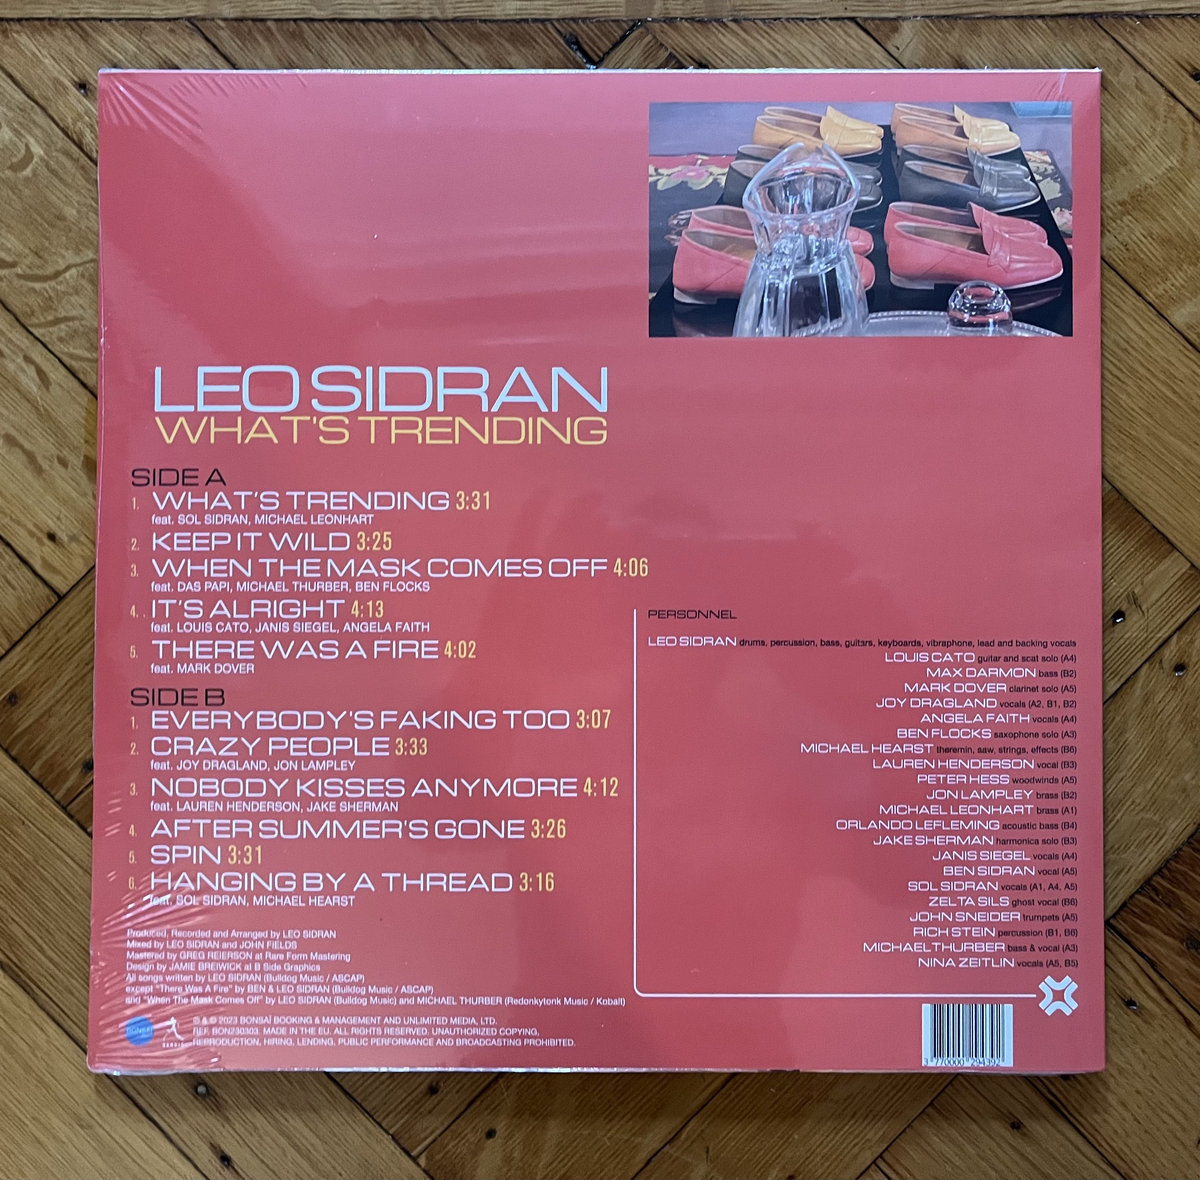 LEO SIDRAN
WHAT'S TRENDING
SIDE A
1. WHAT'S TRENDING 3:31
feat. SOL SIDRAN, MICHAEL LEONHART
2. KEEP IT WILD 3:25
3. WHEN THE MASK COMES OFF 4:06
feat. DAS PAPI, MICHAEL THURBER, BEN FLOCKS
4. IT'S ALRIGHT 4:13
feat. LOUIS CATO, JANIS SIEGEL, ANGELA FAITH
5. THERE WAS A FIRE 4:02
feat. MARK DOVER
SIDE B
1. EVERYBODY'S FAKING TOO 3:07
2. CRAZY PEOPLE 3:33
feat. JOY DRAGLAND, JON LAMPLEY
3. NOBODY KISSES ANYMORE 4:12
feat. LAUREN HENDERSON, JAKE SHERMAN
4. AFTER SUMMER'S GONE 3:26
5. SPIN 3:31
6. HANGING BY A THREAD 3:16
feat. SOL SIDRAN, MICHAEL HEARST
Produced, Recorded and Arranged by LEO SIDRAN
Mixed by LEO SIDRAN and JOHN FIELDS
Mastered by GREG REIERSON at Rare Form Mastering
Design by JAMIE BREIWICK at B Side Graphics
All songs written by LEO SIDRAN (Bulldog Music / ASCAP)
except "There Was A Fire" by BEN & LEO SIDRAN (Bulldog Music / ASCAP)
and "When The Mask Comes Off" by LEO SIDRAN (Bulldog Music) and MICHAEL THURBER (Redonkytonk Music / Kobalt)
BONSAÏ
℗ & © 2023 BONSAÏ BOOKING & MANAGEMENT AND UNLIMITED MEDIA, LTD.
REF. BON230303. MADE IN THE EU. ALL RIGHTS RESERVED. UNAUTHORIZED COPYING,
REPRODUCTION, HIRING, LENDING, PUBLIC PERFORMANCE AND BROADCASTING PROHIBITED.
PERSONNEL
LEO SIDRAN drums, percussion, bass, guitars, keyboards, vibraphone, lead and backing vocals
LOUIS CATO guitar and scat solo (A4)
MAX DARMON bass (B2)
MARK DOVER clarinet solo (A5)
JOY DRAGLAND vocals (A2, B1, B2)
ANGELA FAITH vocals (A4)
BEN FLOCKS saxophone solo (A3)
MICHAEL HEARST theremin, saw, strings, effects (B6)
LAUREN HENDERSON vocal (B3)
PETER HESS woodwinds (A5)
JON LAMPLEY brass (B2)
MICHAEL LEONHART brass (A1)
ORLANDO LEFLEMING acoustic bass (B4)
JAKE SHERMAN harmonica solo (B3)
JANIS SIEGEL vocals (A4)
BEN SIDRAN vocal (A5)
SOL SIDRAN vocals (A1, A4, A5)
ZELTA SILS ghost vocal (B6)
JOHN SNEIDER trumpets (A5)
RICH STEIN percussion (B1, B6)
MICHAEL THURBER bass & vocal (A3)
NINA ZEITLIN vocals (A5, B5)
3 770000 294392